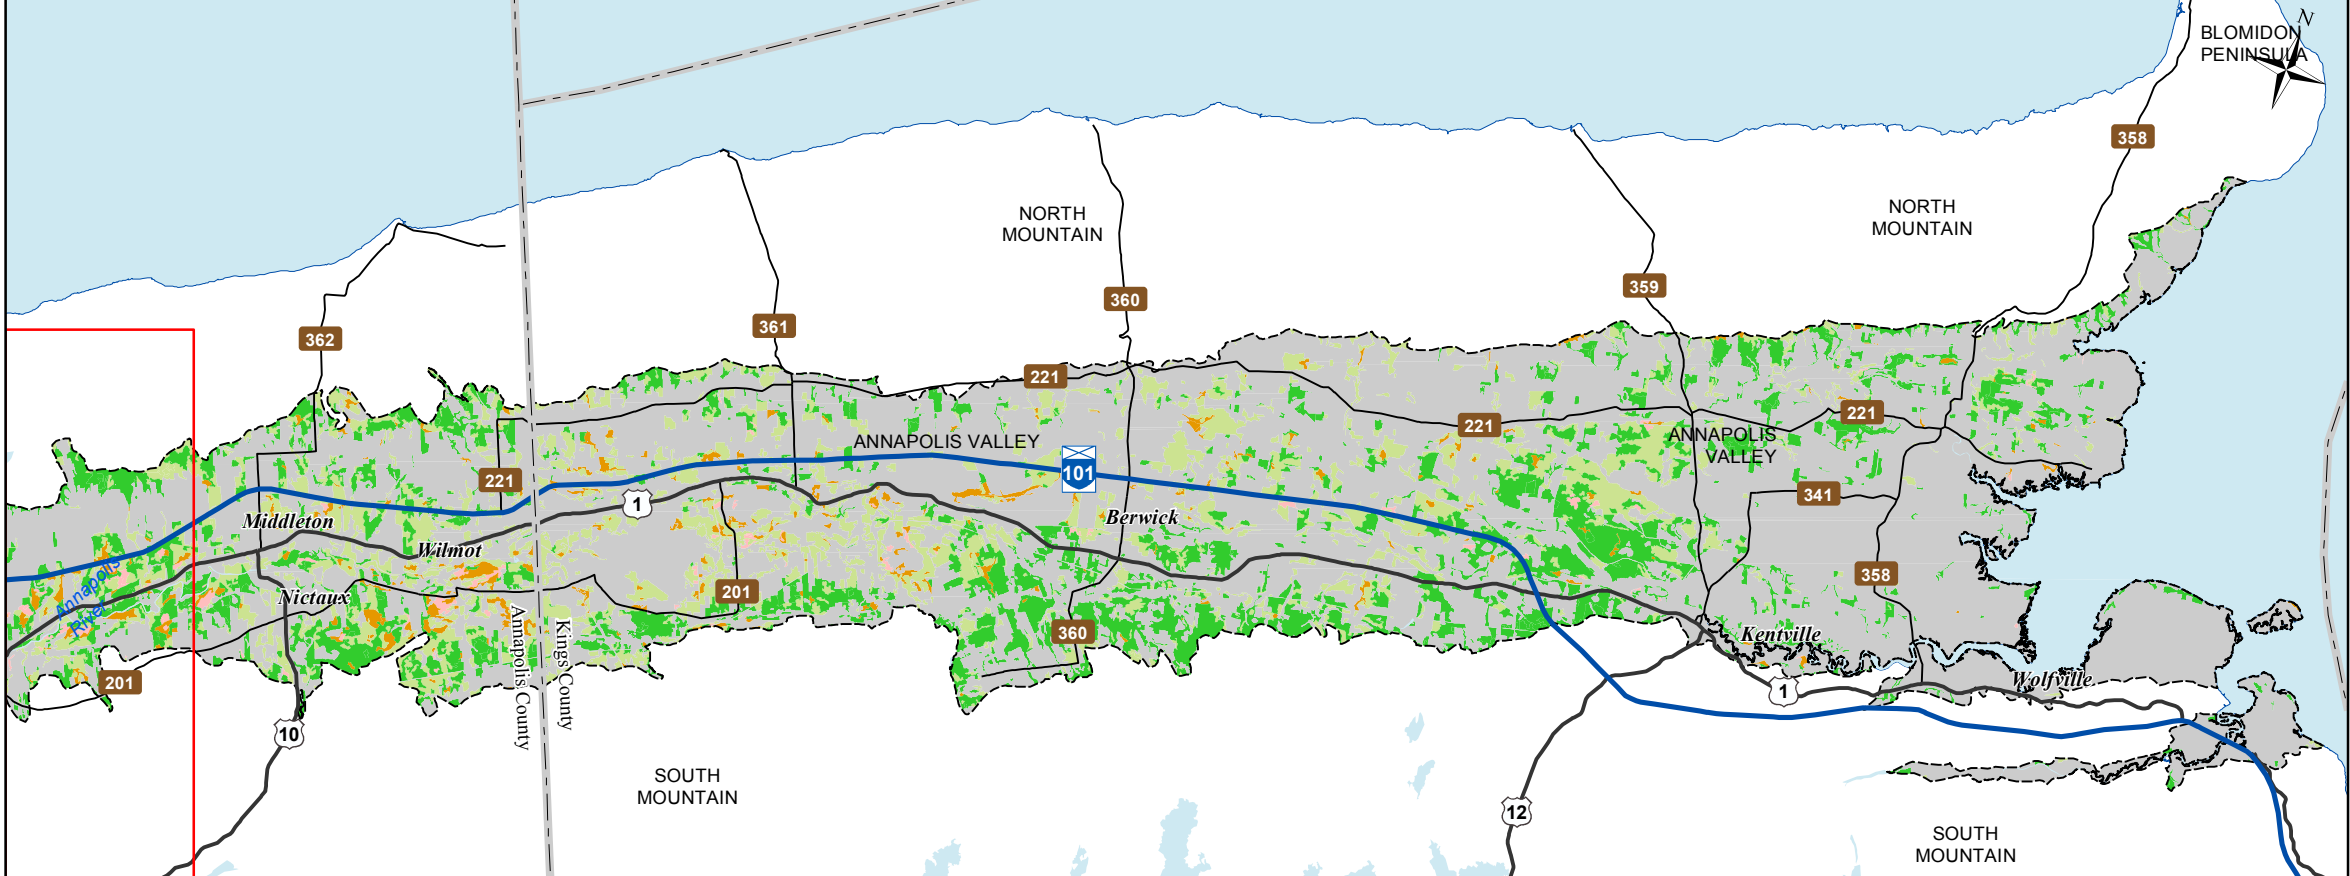 N
BLOMIDON
PENINSULA
358
NORTH
MOUNTAIN
NORTH
MOUNTAIN
360
359
362
361
221
221
221
ANNAPOLIS VALLEY
ANNAPOLIS
VALLEY
101
221
1
341
Middleton
Berwick
Wilmot
Annapolis
River
358
Nictaux
201
Annapolis County
Kings County
360
Kentville
201
1
Wolfville
10
SOUTH
MOUNTAIN
12
SOUTH
MOUNTAIN